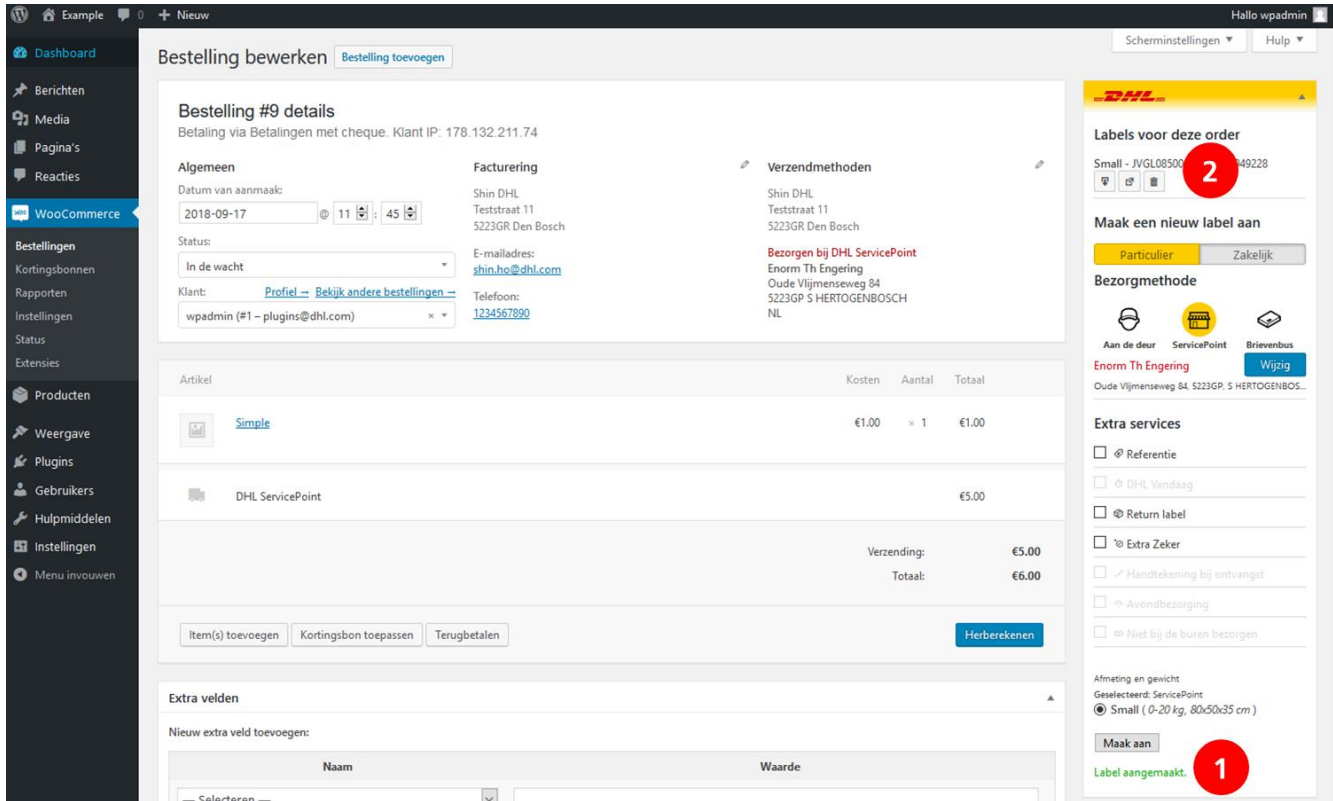 Example 0 + Nieuw
Hallo wpadmin
Dashboard
Berichten
Media
Pagina's
Reacties
WooCommerce
Bestellingen
Kortingsbonnen
Rapporten
Instellingen
Status
Extensies
Producten
Weergave
Plugins
Gebruikers
Hulpmiddelen
Instellingen
Menu invouwen
Scherminstellingen
Hulp
Bestelling bewerken
Bestelling toevoegen
Bestelling #9 details
Betaling via Betalingen met cheque. Klant IP: 178.132.211.74
Algemeen
Datum van aanmaak:
2018-09-17 @ 11 : 45
Status:
In de wacht
Klant: Profiel → Bekijk andere bestellingen →
wpadmin (#1 – plugins@dhl.com) ×
Facturering
Shin DHL
Teststraat 11
5223GR Den Bosch
E-mailadres:
shin.ho@dhl.com
Telefoon:
1234567890
Verzendmethoden
Shin DHL
Teststraat 11
5223GR Den Bosch
Bezorgen bij DHL ServicePoint
Enorm Th Engering
Oude Vlijmenseweg 84
5223GP S HERTOGENBOSCH
NL
Artikel Kosten Aantal Totaal
Simple €1.00 × 1 €1.00
DHL ServicePoint €5.00
Verzending: €5.00
Totaal: €6.00
Item(s) toevoegen
Kortingsbon toepassen
Terugbetalen
Herberekenen
Extra velden
Nieuw extra veld toevoegen:
Naam Waarde
— Selecteren —
DHL
Labels voor deze order
Small - JVGL08500 949228
2
Maak een nieuw label aan
Particulier Zakelijk
Bezorgmethode
Aan de deur ServicePoint Brievenbus
Enorm Th Engering Wijzig
Oude Vlijmenseweg 84, 5223GP, S HERTOGENBOS...
Extra services
Referentie
DHL Vandaag
Return label
Extra Zeker
Handtekening bij ontvangst
Avondbezorging
Niet bij de buren bezorgen
Afmeting en gewicht
Geselecteerd: ServicePoint
Small ( 0-20 kg, 80x50x35 cm )
Maak aan
Label aangemaakt.
1